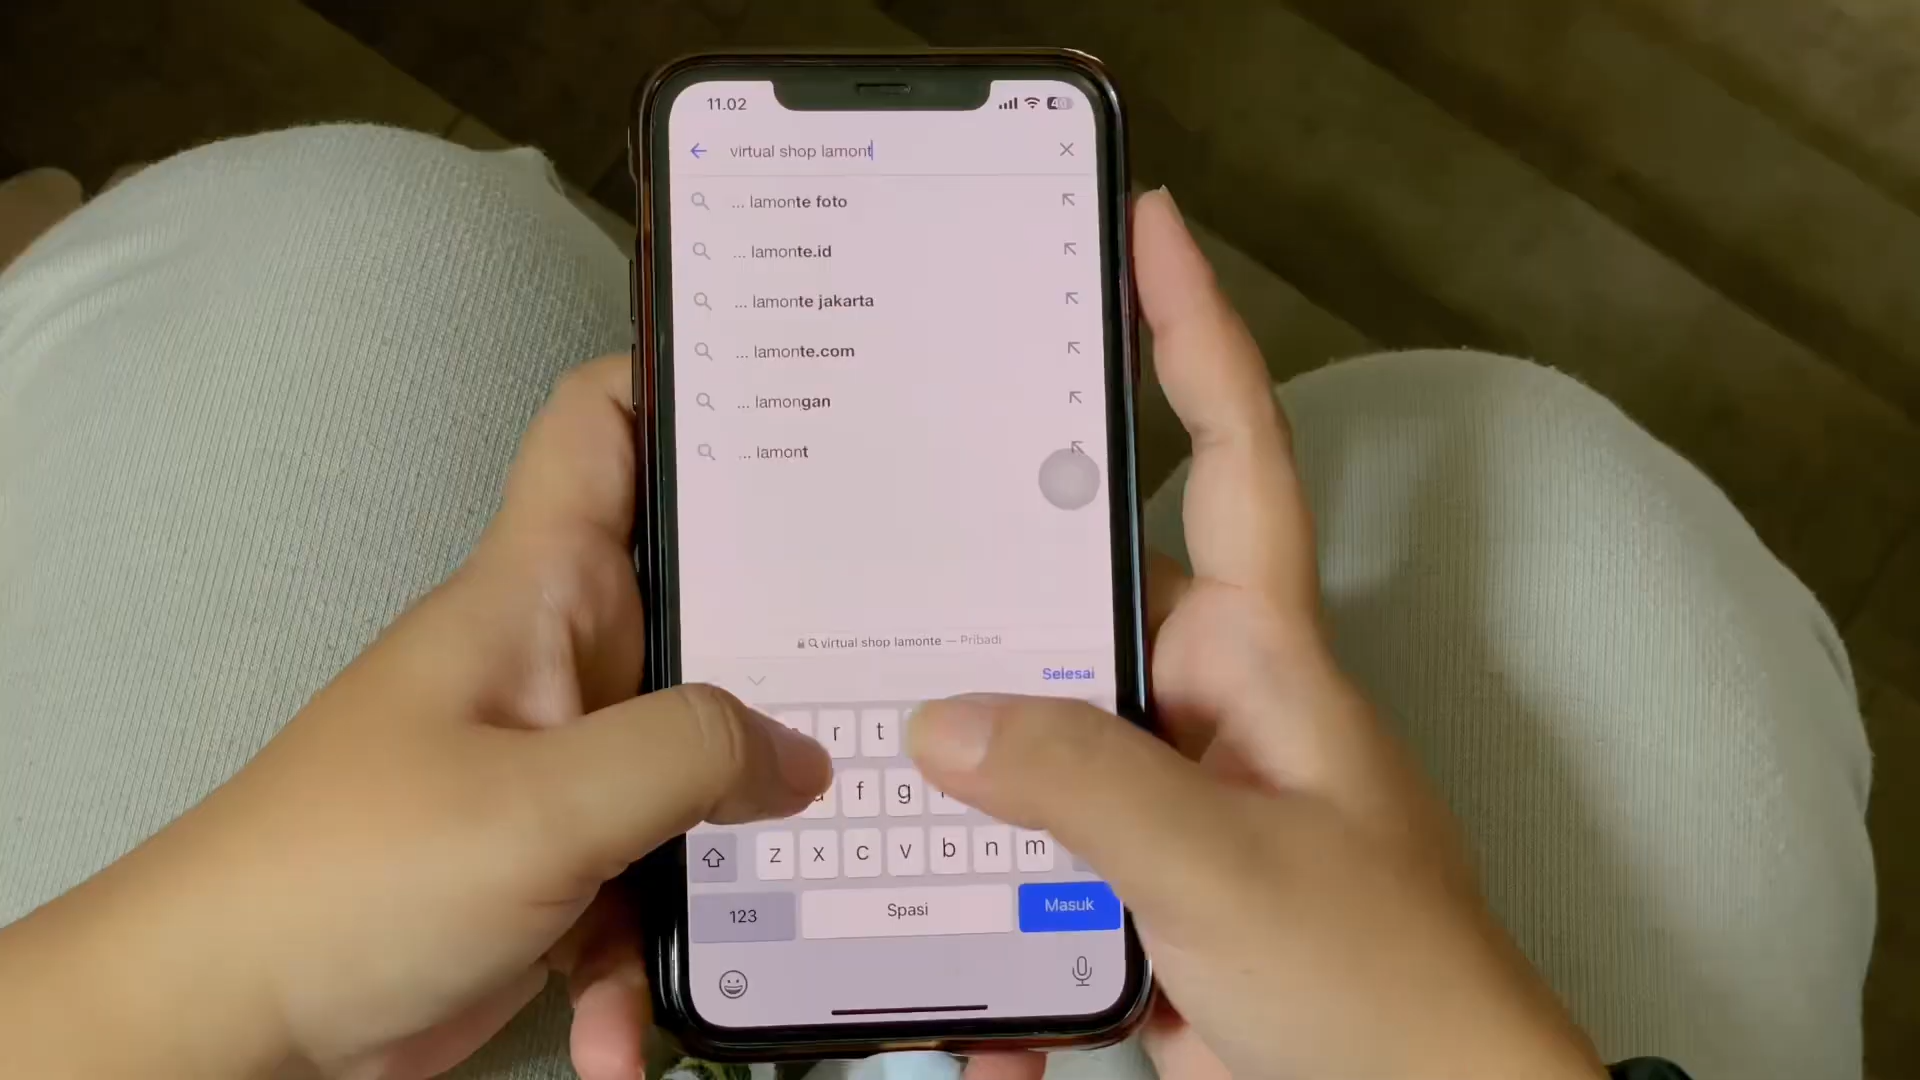 11.02
40
virtual shop lamont
... lamonte foto
... lamonte.id
... lamonte jakarta
... lamonte.com
... lamongan
... lamont
virtual shop lamonte — Pribadi
Selesai
r t
f g
z x c v b n m
123 Spasi Masuk